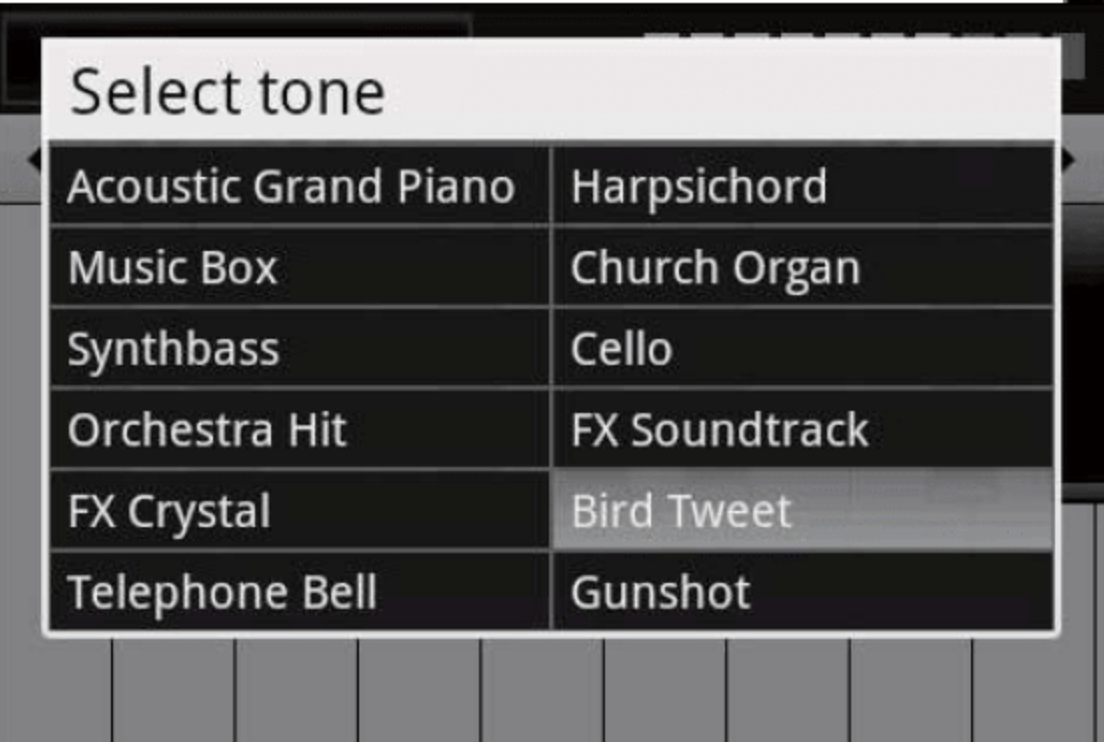 Select tone
Acoustic Grand Piano
Harpsichord
Music Box
Church Organ
Synthbass
Cello
Orchestra Hit
FX Soundtrack
FX Crystal
Bird Tweet
Telephone Bell
Gunshot